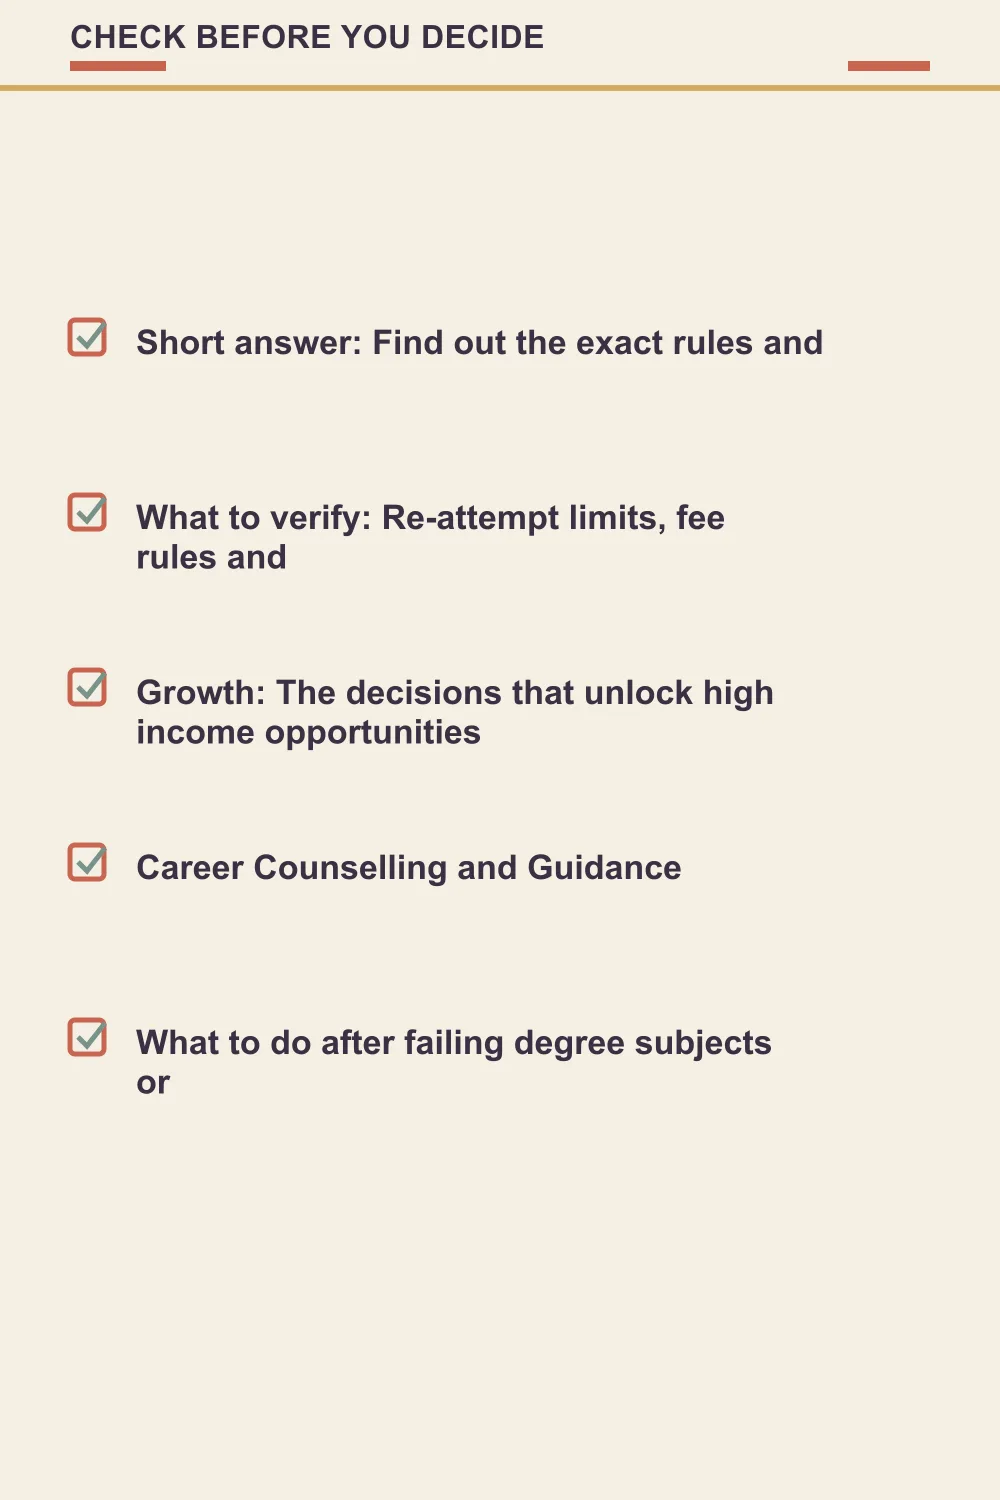 CHECK BEFORE YOU DECIDE
Short answer: Find out the exact rules and
What to verify: Re-attempt limits, fee
rules and
Growth: The decisions that unlock high
income opportunities
Career Counselling and Guidance
What to do after failing degree subjects
or